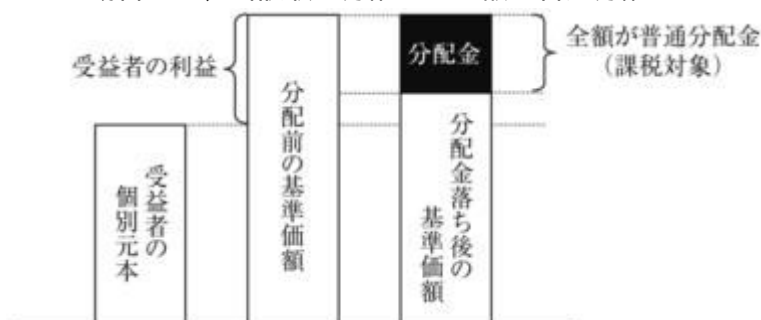 受益者の利益
分配金
全額が普通分配金
（課税対象）
受益者の
個別元本
分配前の基準価額
分配金落ち後の
基準価額